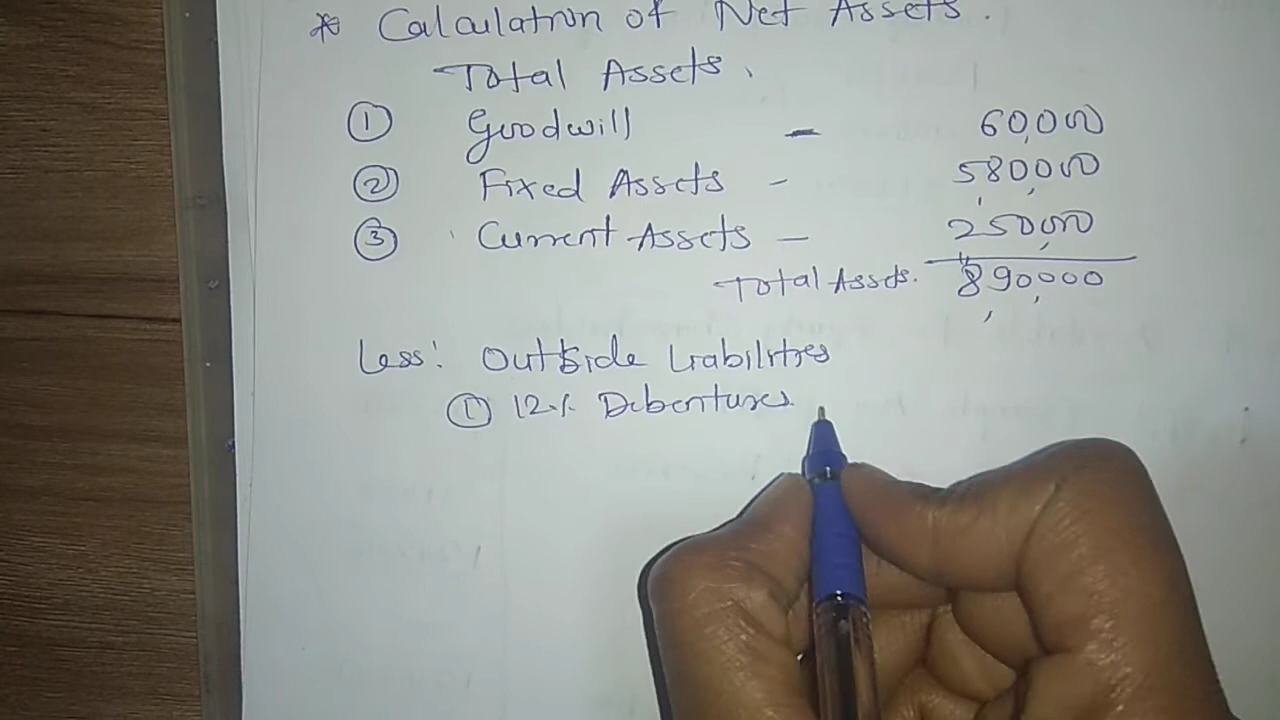 * Calculation of Net Assets.
Total Assets.
① Goodwill - 60,000
② Fixed Assets - 580,000
③ Current Assets - 250,000
Total Assets. 890,000
Less: Outside Liabilities
① 12% Debentures